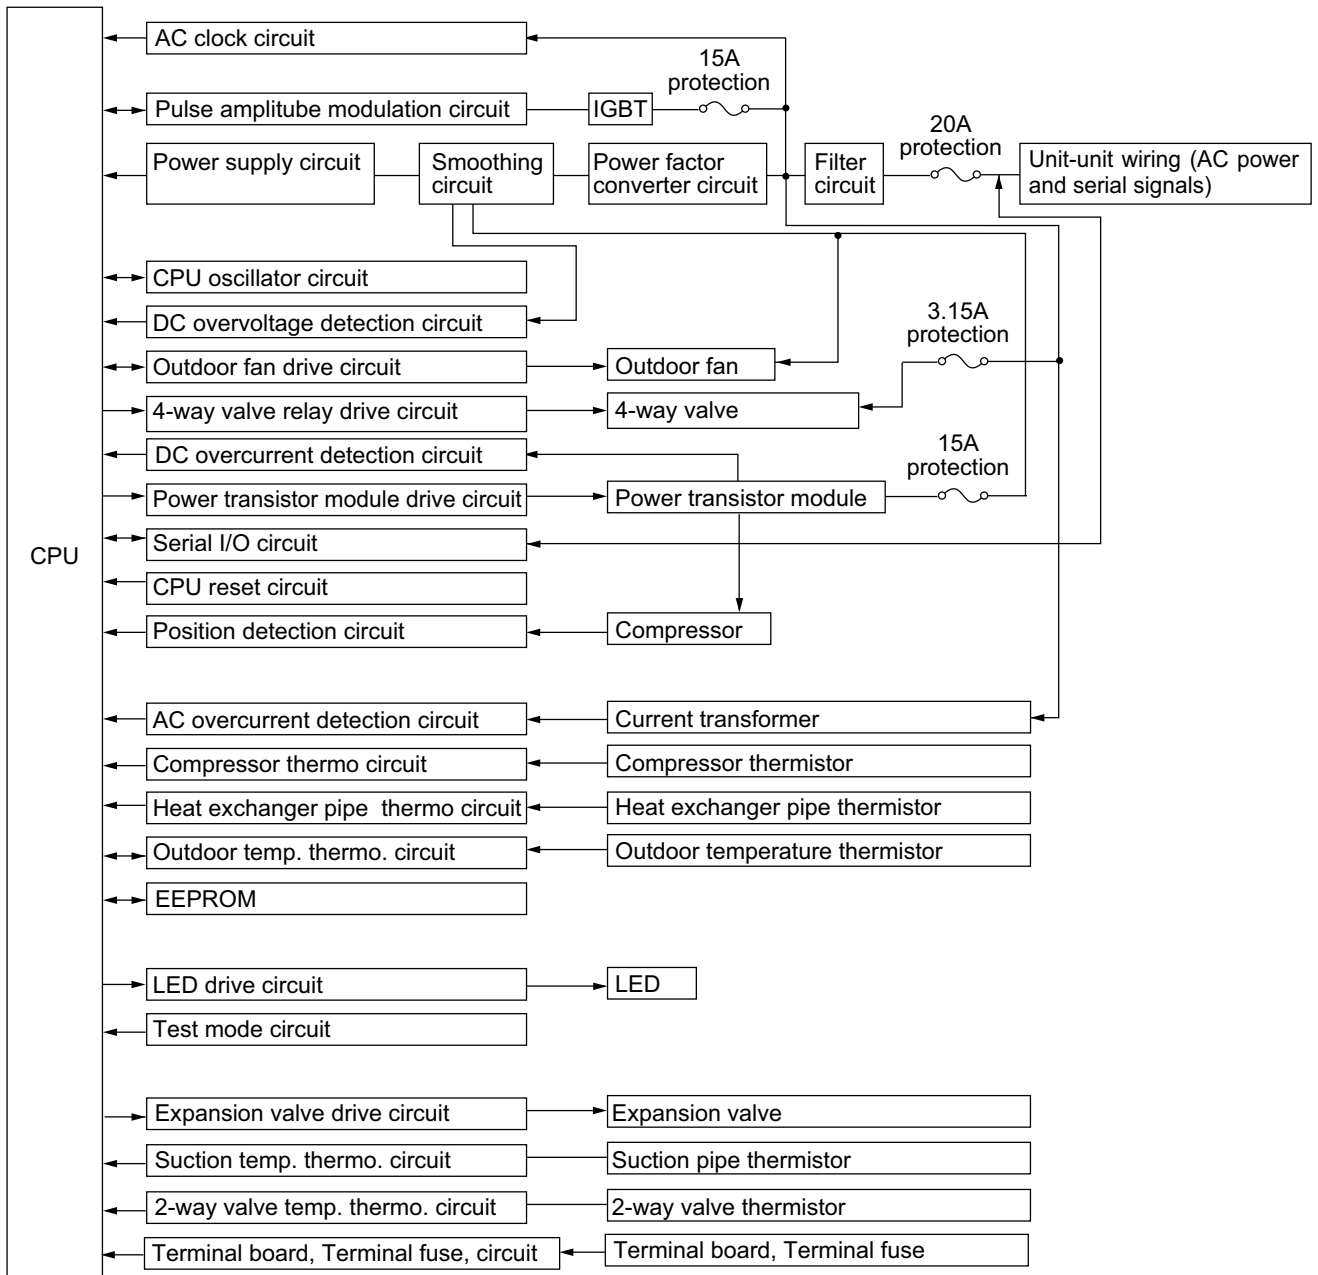 AC clock circuit
15A
protection
Pulse amplitube modulation circuit
IGBT
20A
protection
Power supply circuit
Smoothing
circuit
Power factor
converter circuit
Filter
circuit
Unit-unit wiring (AC power
and serial signals)
CPU oscillator circuit
DC overvoltage detection circuit
3.15A
protection
Outdoor fan drive circuit
Outdoor fan
4-way valve relay drive circuit
4-way valve
DC overcurrent detection circuit
15A
protection
Power transistor module drive circuit
Power transistor module
Serial I/O circuit
CPU
CPU reset circuit
Position detection circuit
Compressor
AC overcurrent detection circuit
Current transformer
Compressor thermo circuit
Compressor thermistor
Heat exchanger pipe thermo circuit
Heat exchanger pipe thermistor
Outdoor temp. thermo. circuit
Outdoor temperature thermistor
EEPROM
LED drive circuit
LED
Test mode circuit
Expansion valve drive circuit
Expansion valve
Suction temp. thermo. circuit
Suction pipe thermistor
2-way valve temp. thermo. circuit
2-way valve thermistor
Terminal board, Terminal fuse, circuit
Terminal board, Terminal fuse